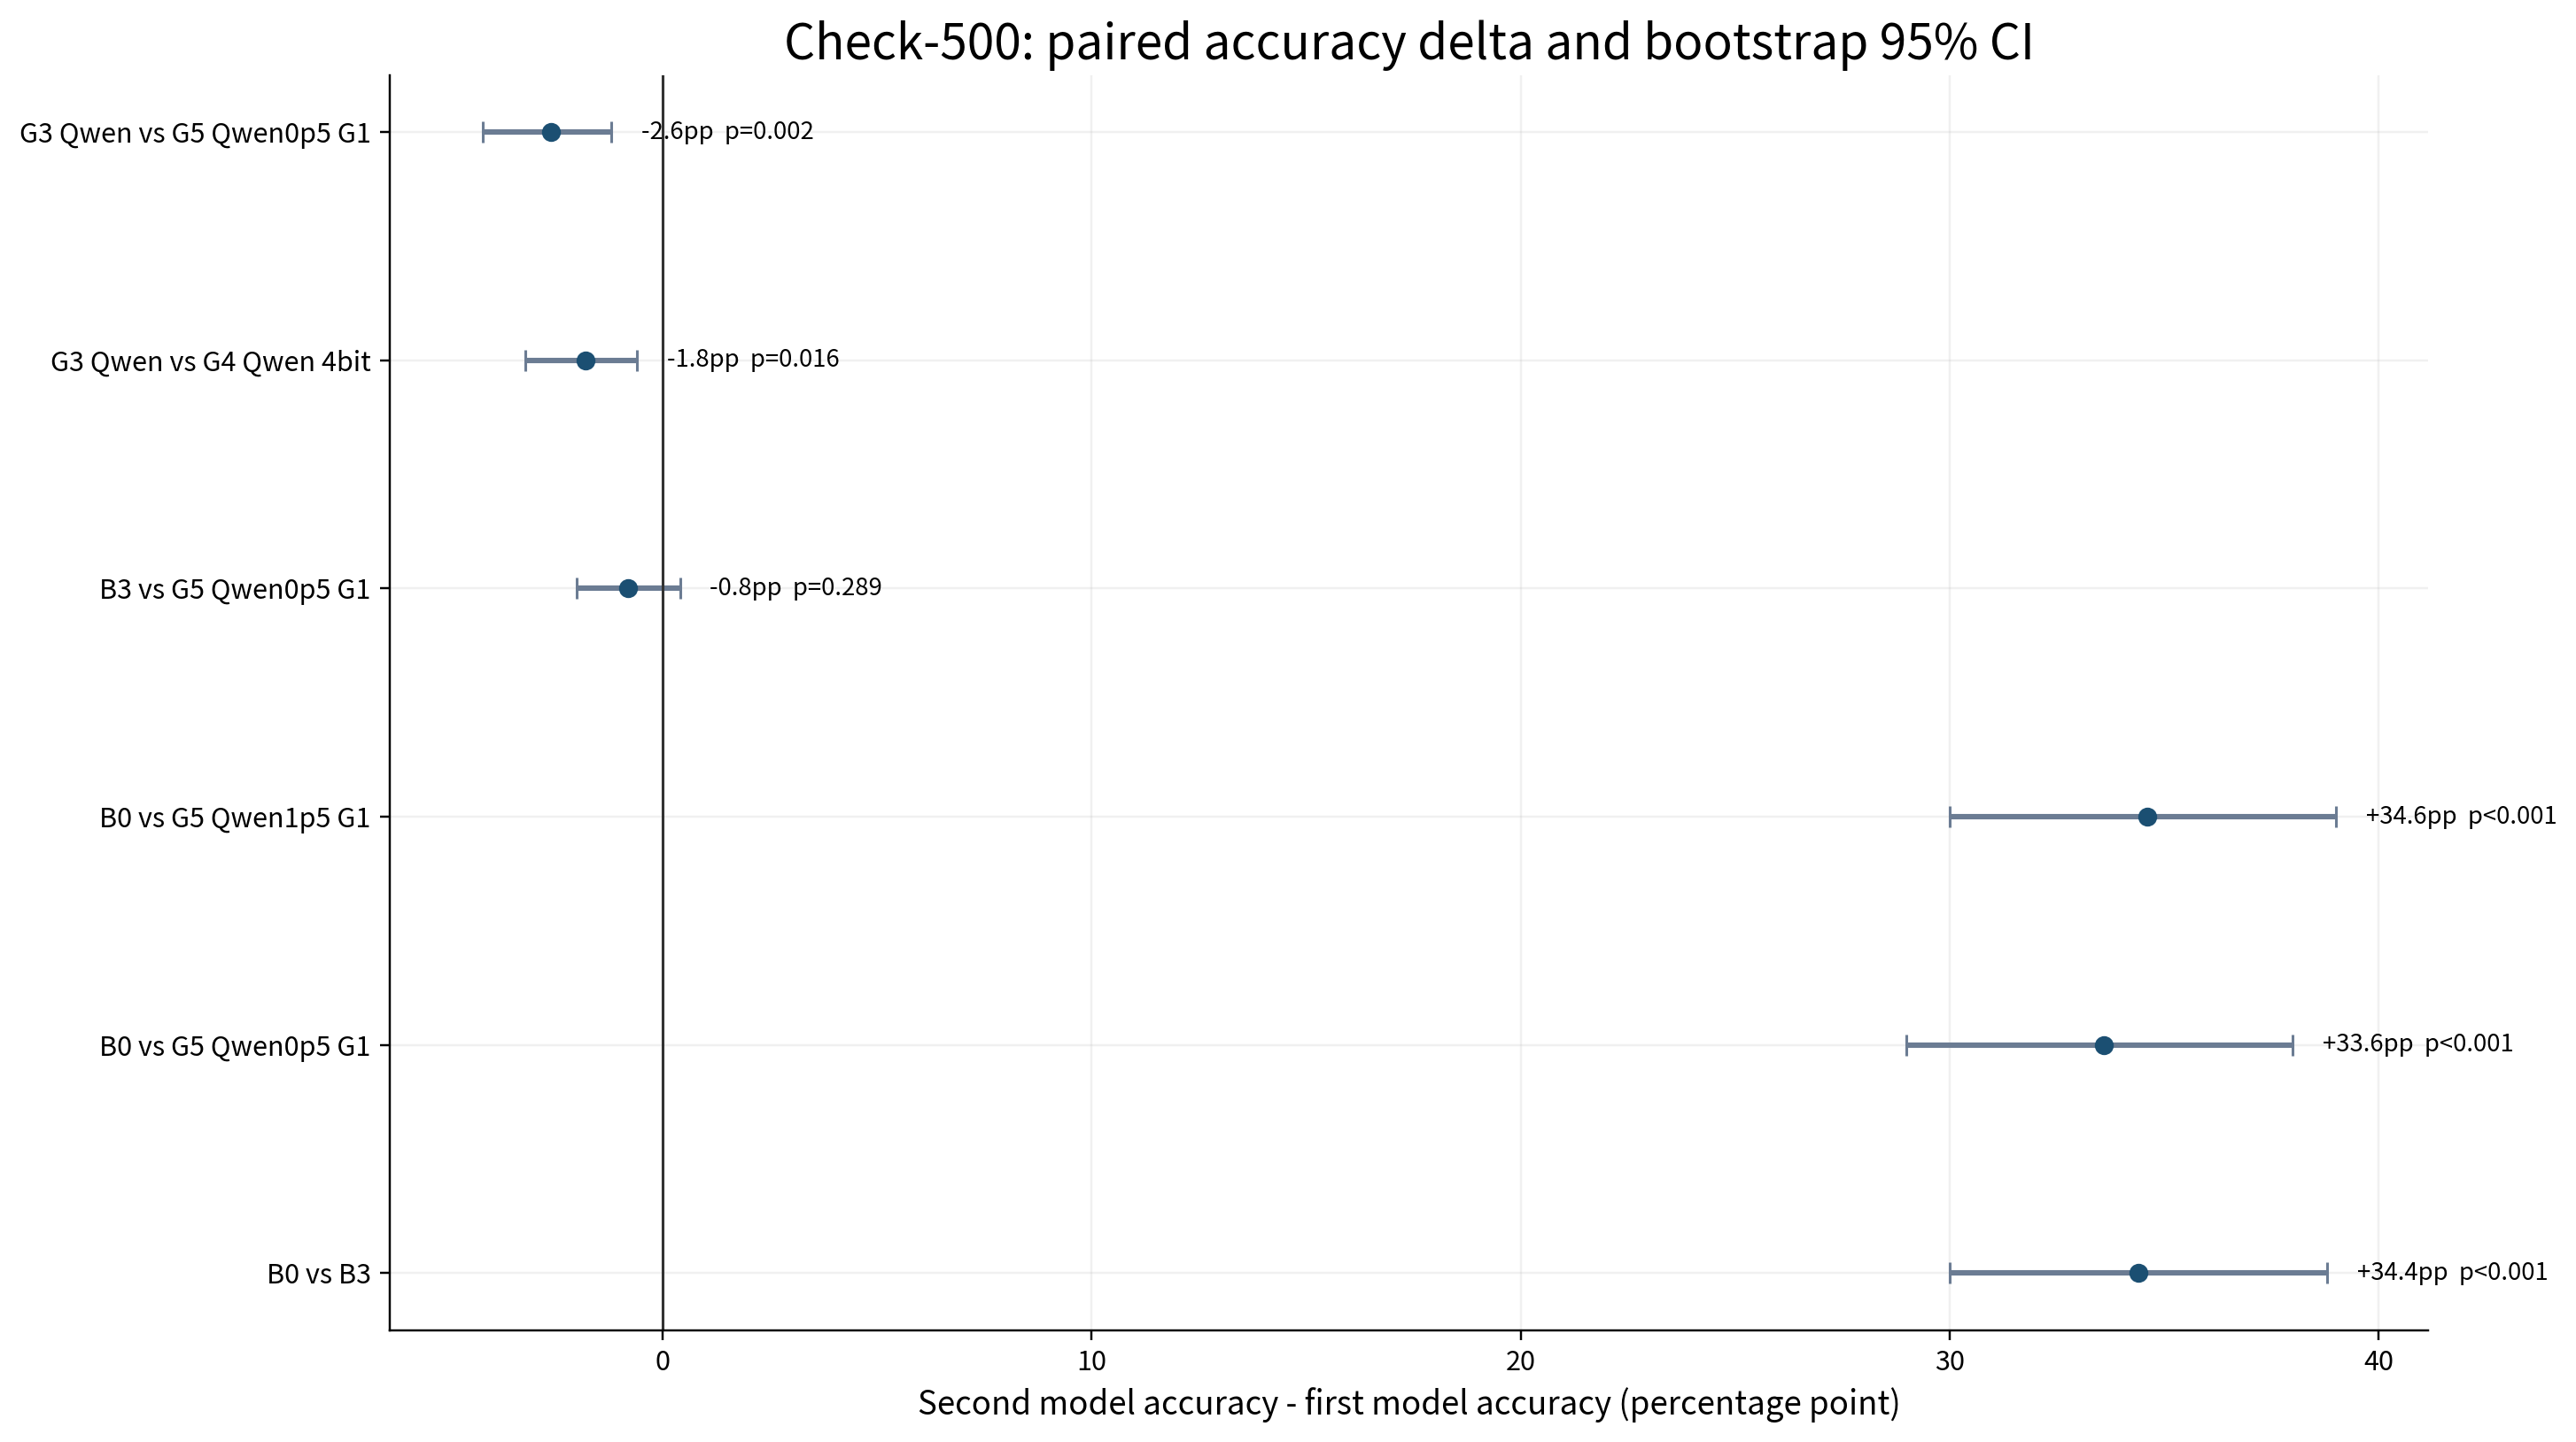 Check-500: paired accuracy delta and bootstrap 95% CI
G3 Qwen vs G5 Qwen0p5 G1
-2.6pp p=0.002
G3 Qwen vs G4 Qwen 4bit
-1.8pp p=0.016
B3 vs G5 Qwen0p5 G1
-0.8pp p=0.289
B0 vs G5 Qwen1p5 G1
+34.6pp p<0.001
B0 vs G5 Qwen0p5 G1
+33.6pp p<0.001
B0 vs B3
+34.4pp p<0.001
0 10 20 30 40
Second model accuracy - first model accuracy (percentage point)